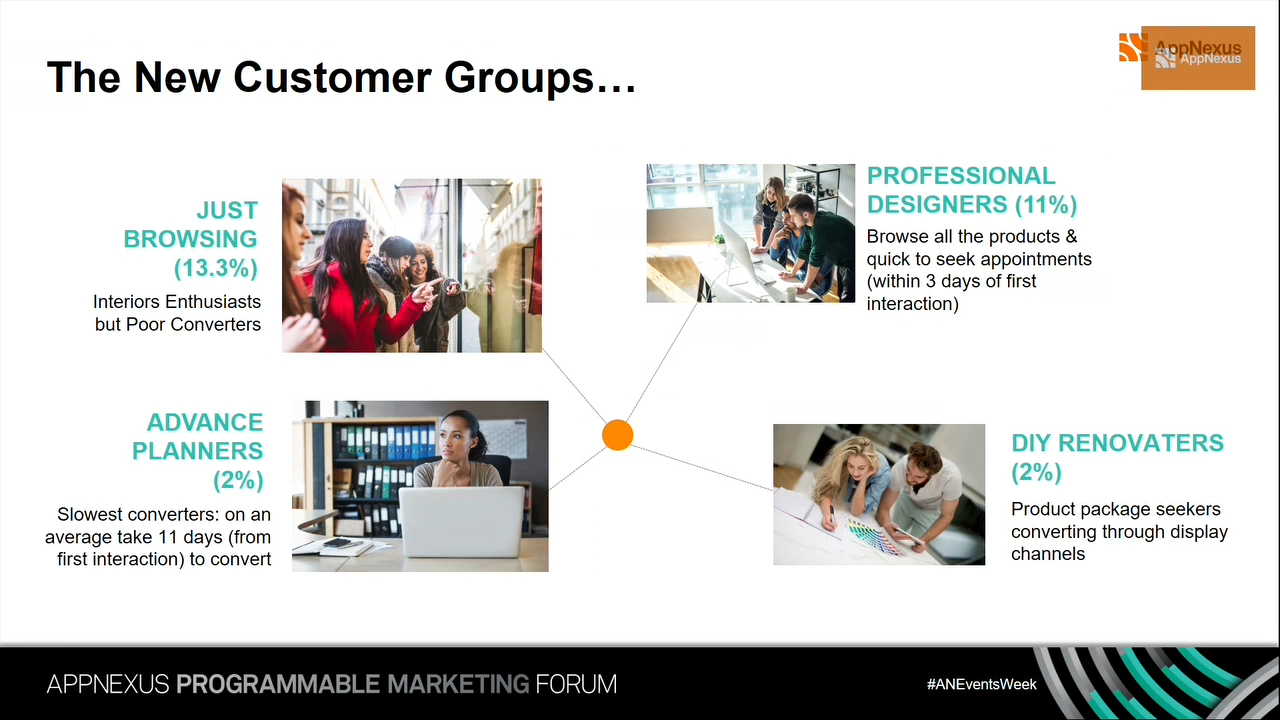 The New Customer Groups…
AppNexus
AppNexus
JUST
BROWSING
(13.3%)
Interiors Enthusiasts
but Poor Converters
PROFESSIONAL
DESIGNERS (11%)
Browse all the products &
quick to seek appointments
(within 3 days of first
interaction)
ADVANCE
PLANNERS
(2%)
Slowest converters: on an
average take 11 days (from
first interaction) to convert
DIY RENOVATERS
(2%)
Product package seekers
converting through display
channels
APPNEXUS PROGRAMMABLE MARKETING FORUM
#ANEventsWeek